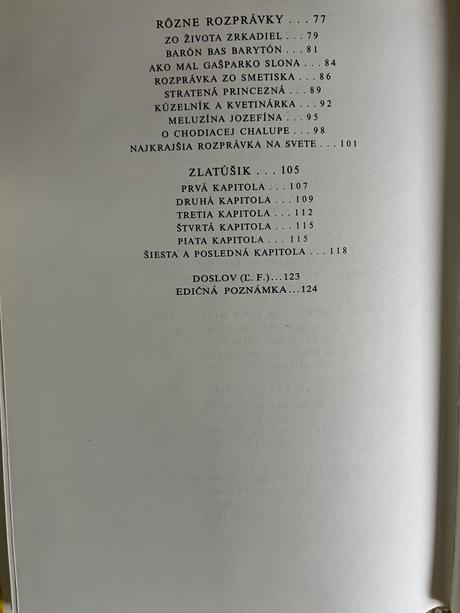 RÔZNE ROZPRÁVKY . . . 77
ZO ŽIVOTA ZRKADIEL . . . 79
BARÓN BAS BARYTÓN . . . 81
AKO MAL GAŠPARKO SLONA . . . 84
ROZPRÁVKA ZO SMETISKA . . . 86
STRATENÁ PRINCEZNÁ . . . 89
KÚZELNÍK A KVETINÁRKA . . . 92
MELUZÍNA JOZEFÍNA . . . 95
O CHODIACEJ CHALUPE . . . 98
NAJKRAJŠIA ROZPRÁVKA NA SVETE . . . 101
ZLATÚŠIK . . . 105
PRVÁ KAPITOLA . . . 107
DRUHÁ KAPITOLA . . . 109
TRETIA KAPITOLA . . . 112
ŠTVRTÁ KAPITOLA . . . 115
PIATA KAPITOLA . . . 115
ŠIESTA A POSLEDNÁ KAPITOLA . . . 118
DOSLOV (Ľ. F.)...123
EDIČNÁ POZNÁMKA...124